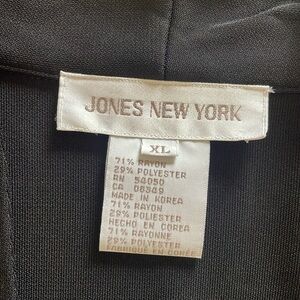 JONES NEW YORK
XL
71% RAYON
29% POLYESTER
RN 54050
CA 08349
MADE IN KOREA
71% RAYON
29% POLIESTER
HECHO EN COREA
71% RAYONNE
29% POLYESTER
FABRIQUE EN COREE